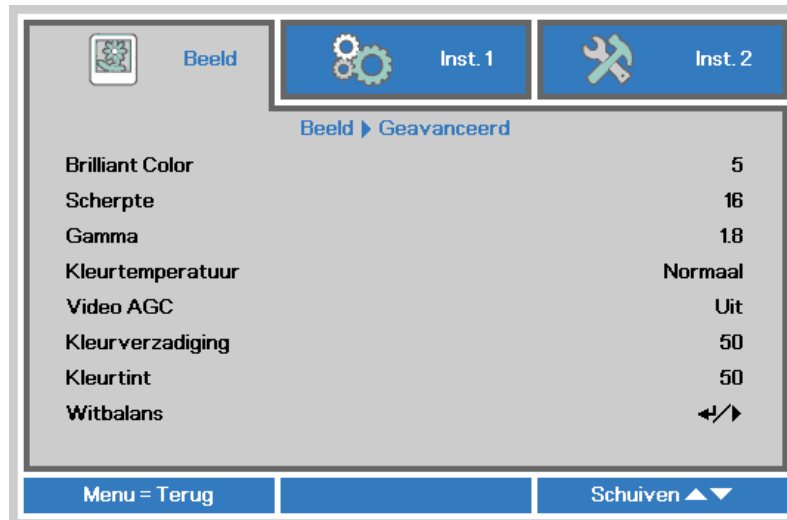 Beeld
Inst. 1
Inst. 2
Beeld Geavanceerd
Brilliant Color 5
Scherpte 16
Gamma 1.8
Kleurtemperatuur Normaal
Video AGC Uit
Kleurverzadiging 50
Kleurtint 50
Witbalans ↵/▶
Menu = Terug
Schuiven ▲▼